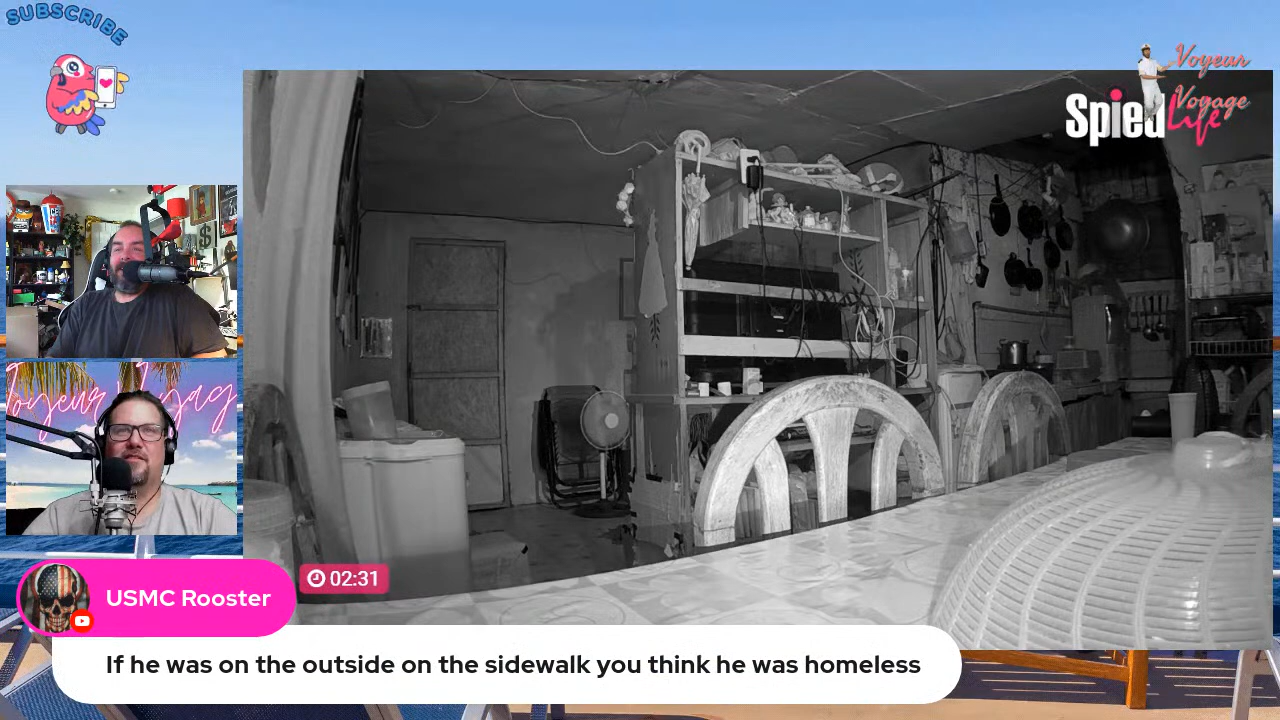 SUBSCRIBE
Voyeur
Voyage
Spied
Life
$
02:31
USMC Rooster
If he was on the outside on the sidewalk you think he was homeless